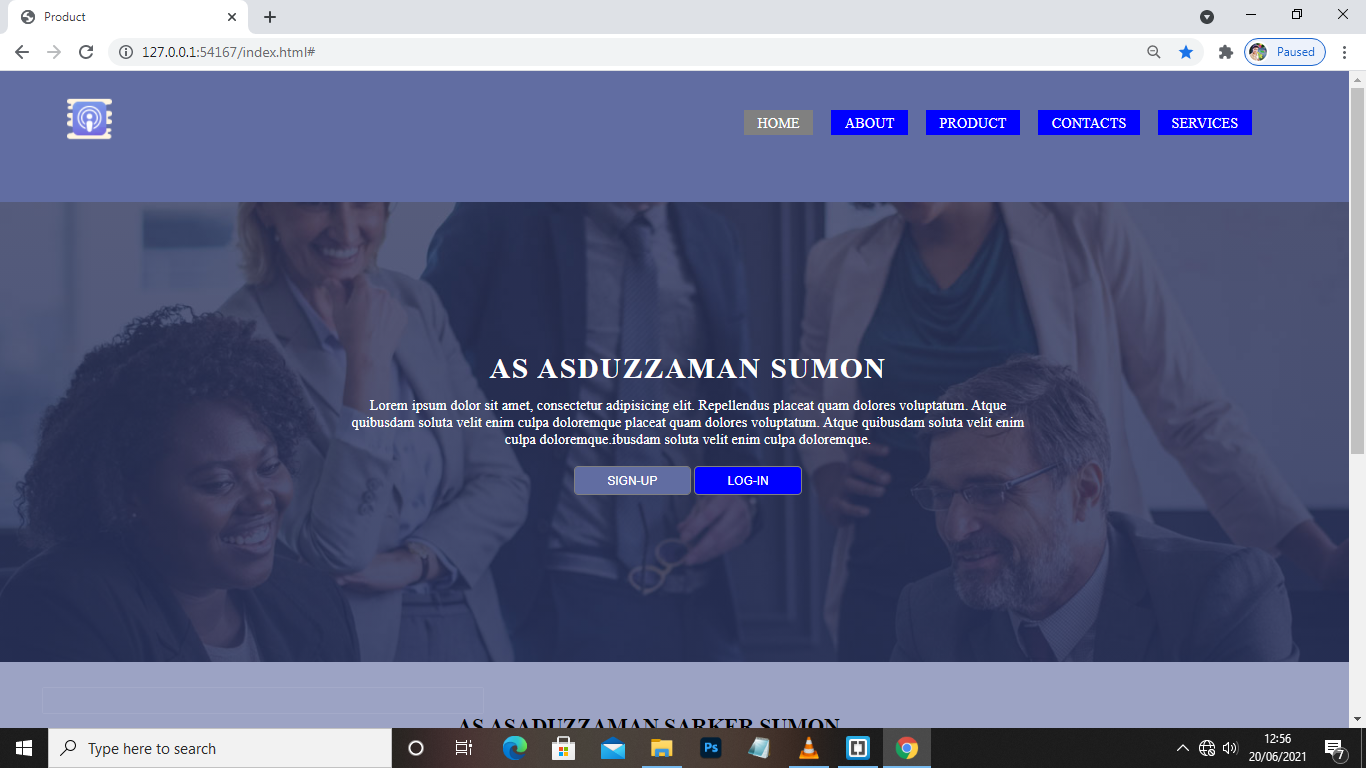 Product
127.0.0.1:54167/index.html#
Paused
HOME ABOUT PRODUCT CONTACTS SERVICES
AS ASDUZZAMAN SUMON
Lorem ipsum dolor sit amet, consectetur adipisicing elit. Repellendus placeat quam dolores voluptatum. Atque
quibusdam soluta velit enim culpa doloremque placeat quam dolores voluptatum. Atque quibusdam soluta velit enim
culpa doloremque.ibusdam soluta velit enim culpa doloremque.
SIGN-UP LOG-IN
AS ASADUZZAMAN SARKER SUMON
Type here to search
Ps
12:56
20/06/2021
7